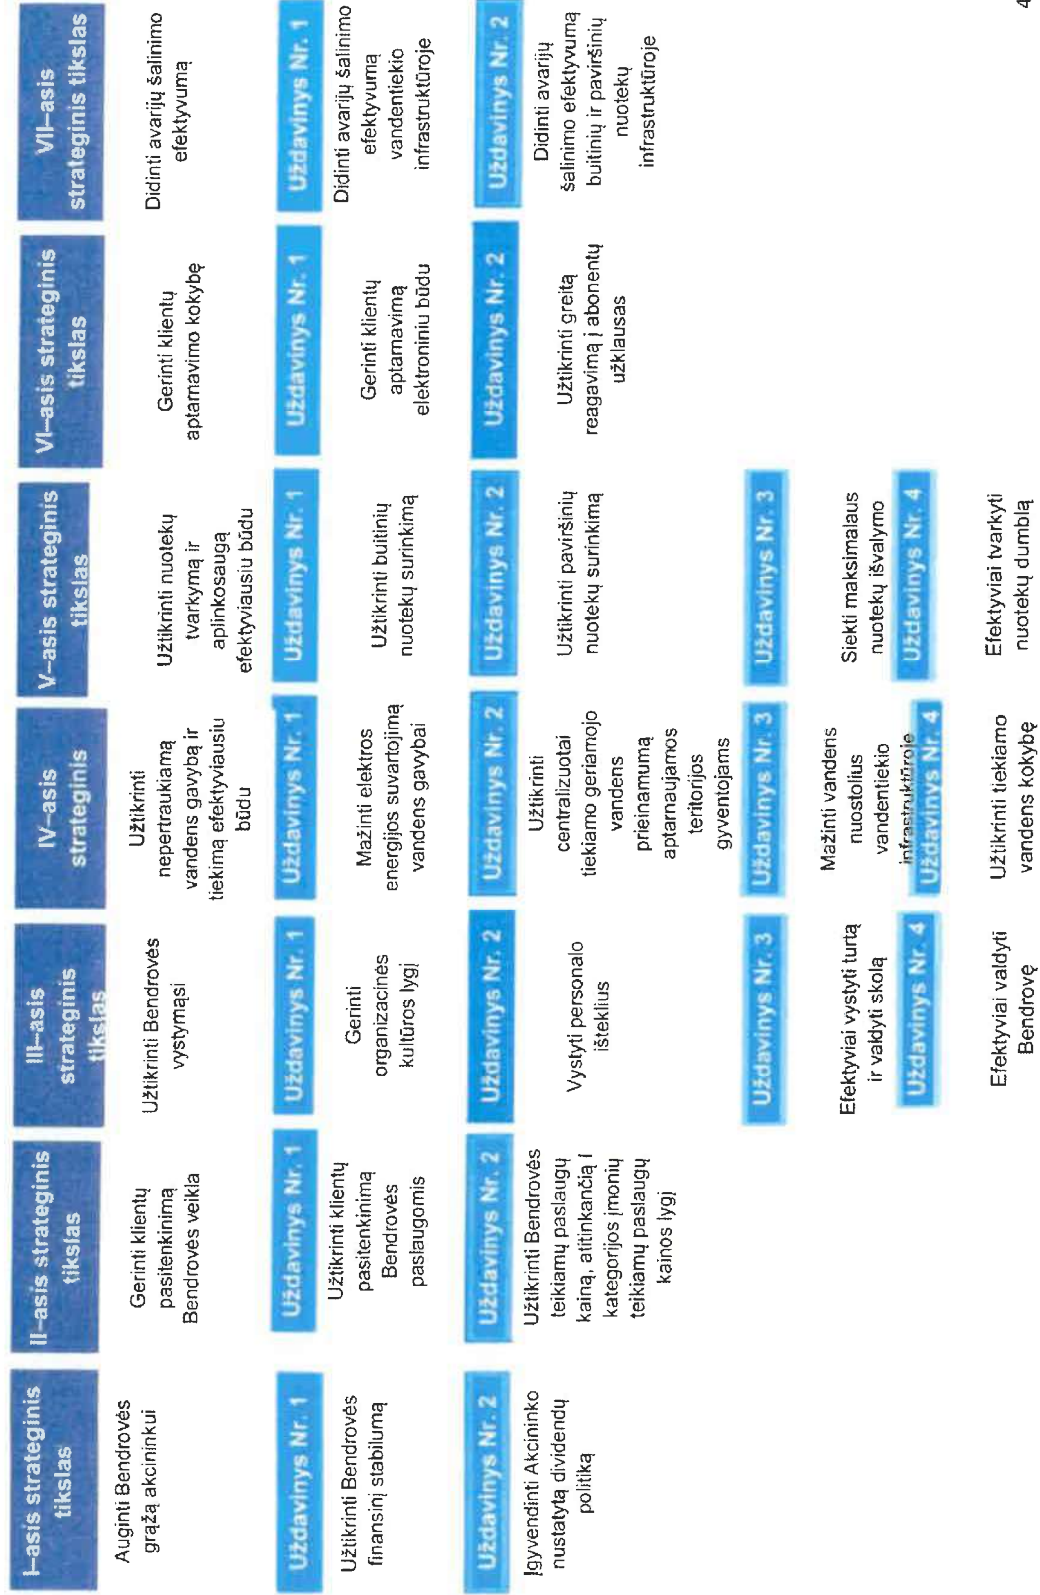 I–asis strateginis
tikslas
Auginti Bendrovės
grąžą akcininkui
Uždavinys Nr. 1
Užtikrinti Bendrovės
finansinį stabilumą
Uždavinys Nr. 2
Įgyvendinti Akcininko
nustatytą dividendų
politiką
II–asis strateginis
tikslas
Gerinti klientų
pasitenkinimą
Bendrovės veikla
Uždavinys Nr. 1
Užtikrinti klientų
pasitenkinimą
Bendrovės
paslaugomis
Uždavinys Nr. 2
Užtikrinti Bendrovės
teikiamų paslaugų
kainą, atitinkančią I
kategorijos įmonių
teikiamų paslaugų
kainos lygį
III–asis
strateginis
tikslas
Užtikrinti Bendrovės
vystymąsi
Uždavinys Nr. 1
Gerinti
organizacinės
kultūros lygį
Uždavinys Nr. 2
Vystyti personalo
išteklius
Uždavinys Nr. 3
Efektyviai vystyti turtą
ir valdyti skolą
Uždavinys Nr. 4
Efektyviai valdyti
Bendrovę
IV–asis
strateginis
Užtikrinti
nepertraukiamą
vandens gavybą ir
tiekimą efektyviausiu
būdu
Uždavinys Nr. 1
Mažinti elektros
energijos suvartojimą
vandens gavybai
Uždavinys Nr. 2
Užtikrinti
centralizuotai
tiekiamo geriamojo
vandens
prieinamumą
aptarnaujamos
teritorijos
gyventojams
Uždavinys Nr. 3
Mažinti vandens
nuostolius
vandentiekio
infrastruktūroje
Uždavinys Nr. 4
Užtikrinti tiekiamo
vandens kokybę
V–asis strateginis
tikslas
Užtikrinti nuotekų
tvarkymą ir
aplinkosaugą
efektyviausiu būdu
Uždavinys Nr. 1
Užtikrinti buitinių
nuotekų surinkimą
Uždavinys Nr. 2
Užtikrinti paviršinių
nuotekų surinkimą
Uždavinys Nr. 3
Siekti maksimalaus
nuotekų išvalymo
Uždavinys Nr. 4
Efektyviai tvarkyti
nuotekų dumblą
VI–asis strateginis
tikslas
Gerinti klientų
aptarnavimo kokybę
Uždavinys Nr. 1
Gerinti klientų
aptarnavimą
elektroniniu būdu
Uždavinys Nr. 2
Užtikrinti greitą
reagavimą į abonentų
užklausas
VII–asis
strateginis tikslas
Didinti avarijų šalinimo
efektyvumą
Uždavinys Nr. 1
Didinti avarijų šalinimo
efektyvumą
vandentiekio
infrastruktūroje
Uždavinys Nr. 2
Didinti avarijų
šalinimo efektyvumą
buitinių ir paviršinių
nuotekų
infrastruktūroje
4